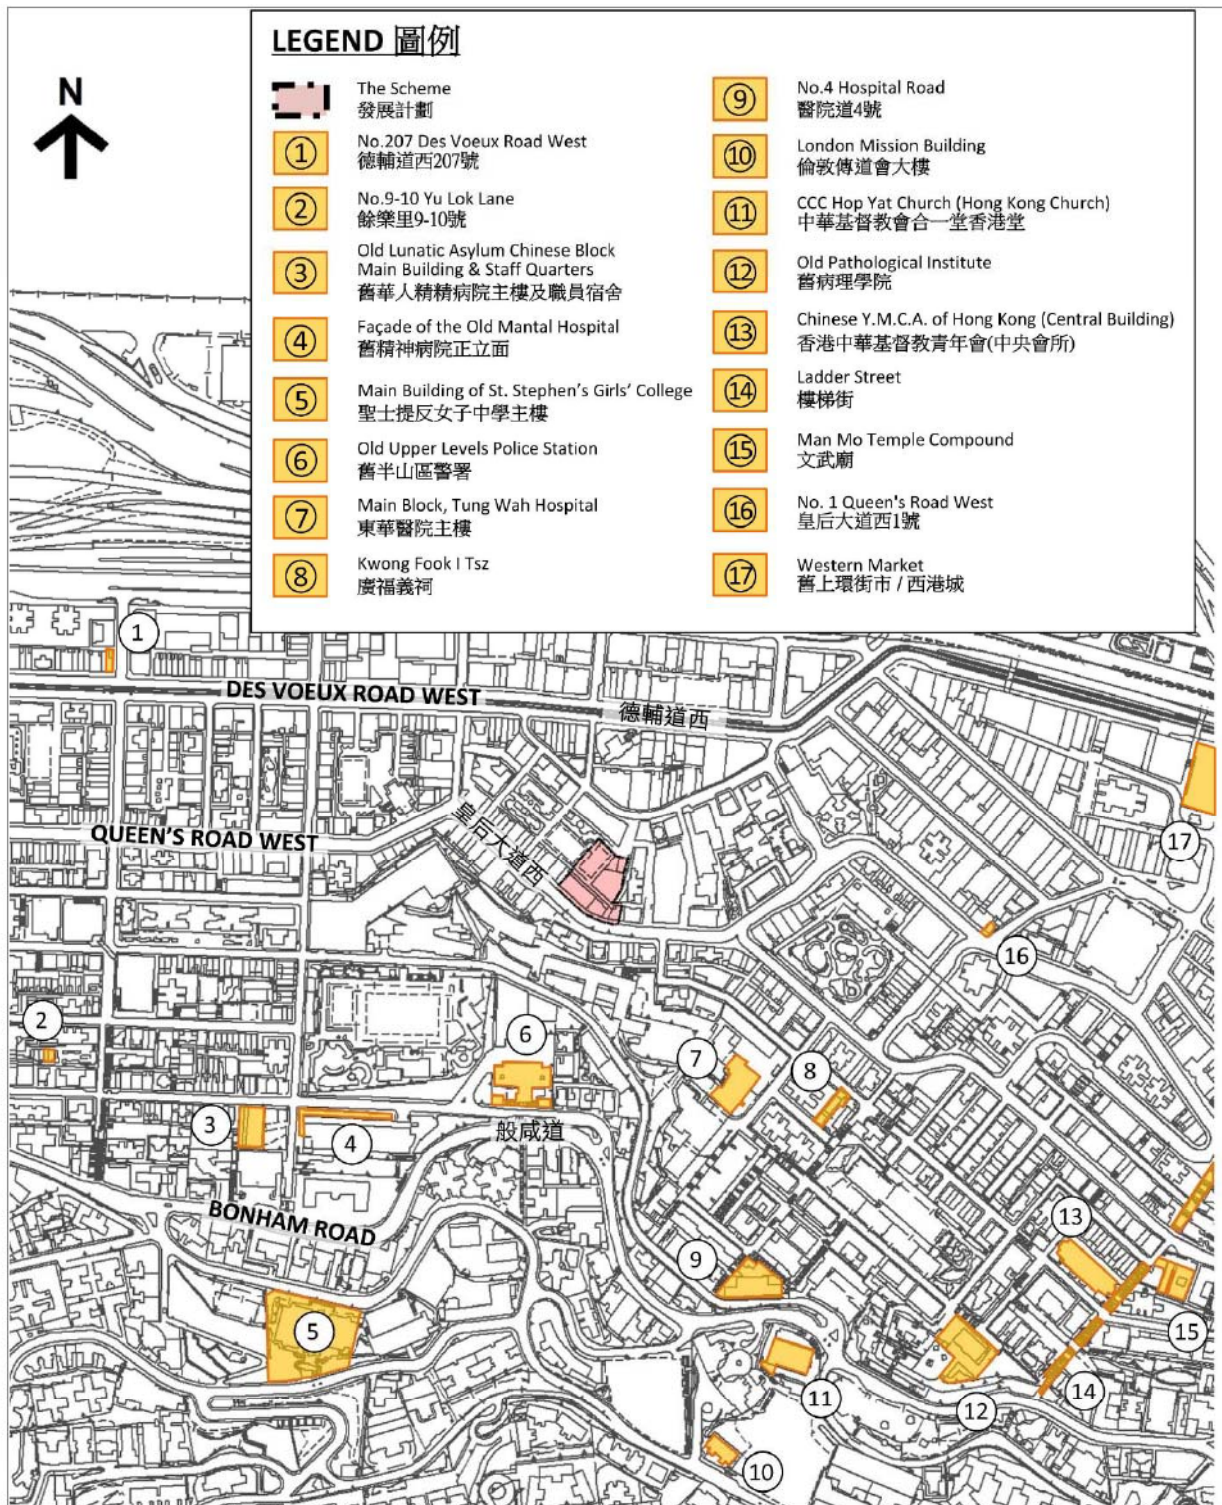 LEGEND 圖例
N
The Scheme
發展計劃
① No.207 Des Voeux Road West
德輔道西207號
② No.9-10 Yu Lok Lane
餘樂里9-10號
③ Old Lunatic Asylum Chinese Block
Main Building & Staff Quarters
舊華人精精病院主樓及職員宿舍
④ Façade of the Old Mantal Hospital
舊精神病院正立面
⑤ Main Building of St. Stephen's Girls' College
聖士提反女子中學主樓
⑥ Old Upper Levels Police Station
舊半山區警署
⑦ Main Block, Tung Wah Hospital
東華醫院主樓
⑧ Kwong Fook I Tsz
廣福義祠
⑨ No.4 Hospital Road
醫院道4號
⑩ London Mission Building
倫敦傳道會大樓
⑪ CCC Hop Yat Church (Hong Kong Church)
中華基督教會合一堂香港堂
⑫ Old Pathological Institute
舊病理學院
⑬ Chinese Y.M.C.A. of Hong Kong (Central Building)
香港中華基督教青年會(中央會所)
⑭ Ladder Street
樓梯街
⑮ Man Mo Temple Compound
文武廟
⑯ No. 1 Queen's Road West
皇后大道西1號
⑰ Western Market
舊上環街市 / 西港城
1
DES VOEUX ROAD WEST
德輔道西
QUEEN'S ROAD WEST
皇后大道西
17
16
2
6
7
8
3
4
般咸道
BONHAM ROAD
13
9
5
15
11
14
12
10